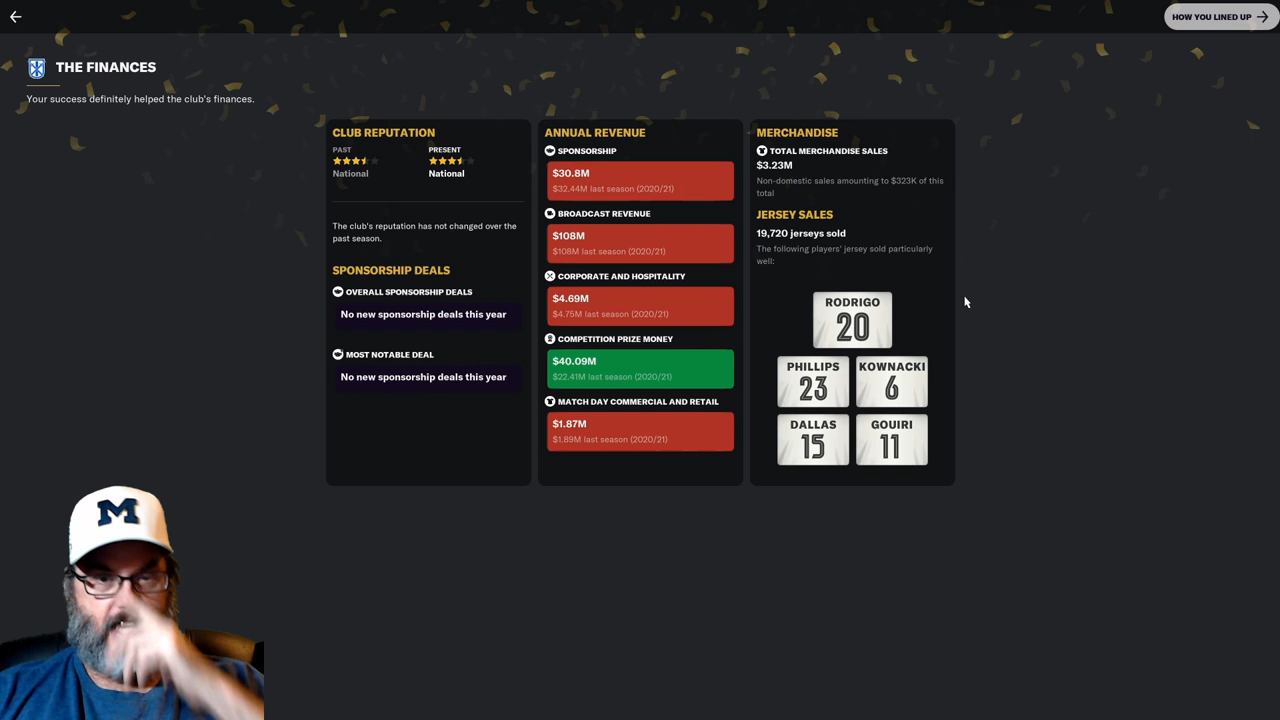 HOW YOU LINED UP
THE FINANCES
Your success definitely helped the club's finances.
CLUB REPUTATION
PAST
PRESENT
National
National
The club's reputation has not changed over the
past season.
SPONSORSHIP DEALS
OVERALL SPONSORSHIP DEALS
No new sponsorship deals this year
MOST NOTABLE DEAL
No new sponsorship deals this year
ANNUAL REVENUE
SPONSORSHIP
$30.8M
$32.44M last season (2020/21)
BROADCAST REVENUE
$108M
$108M last season (2020/21)
CORPORATE AND HOSPITALITY
$4.69M
$4.75M last season (2020/21)
COMPETITION PRIZE MONEY
$40.09M
$22.41M last season (2020/21)
MATCH DAY COMMERCIAL AND RETAIL
$1.87M
$1.89M last season (2020/21)
MERCHANDISE
TOTAL MERCHANDISE SALES
$3.23M
Non-domestic sales amounting to $323K of this
total
JERSEY SALES
19,720 jerseys sold
The following players' jersey sold particularly
well:
RODRIGO
20
PHILLIPS
23
KOWNACKI
6
DALLAS
15
GOUIRI
11
M